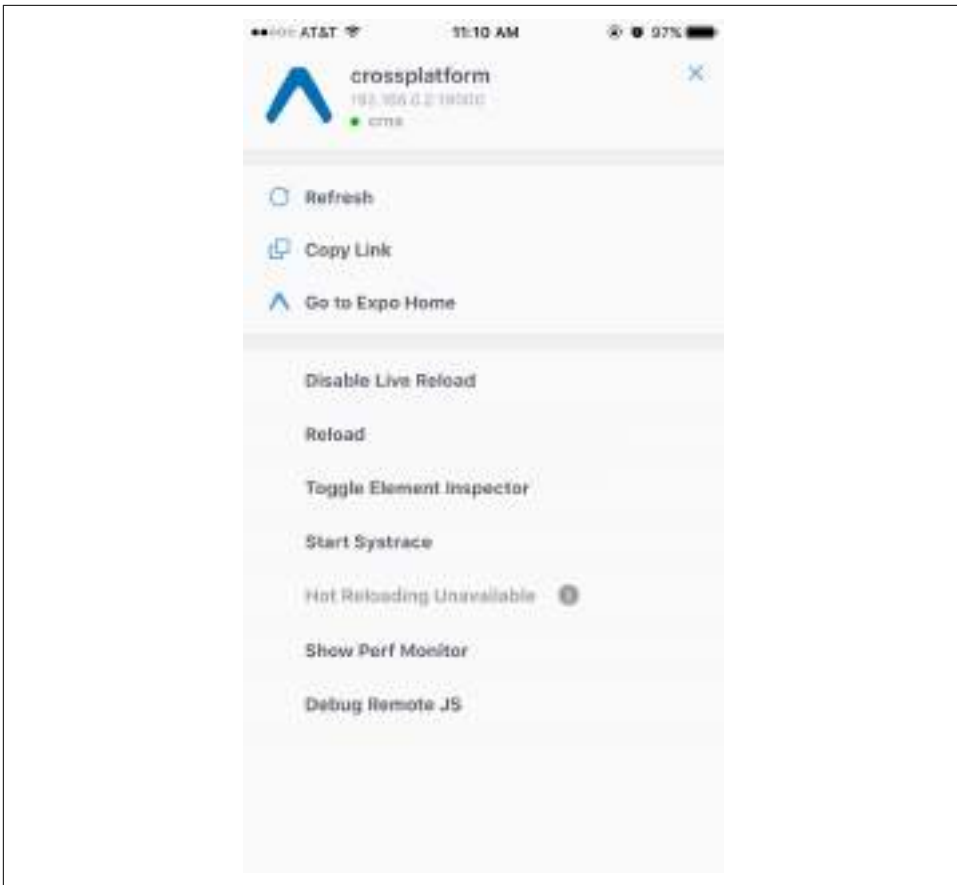 AT&T 11:10 AM 97%
crossplatform
Refresh
Copy Link
Go to Expo Home
Disable Live Reload
Reload
Toggle Element Inspector
Start Systrace
Hot Reloading Unavailable
Show Perf Monitor
Debug Remote JS